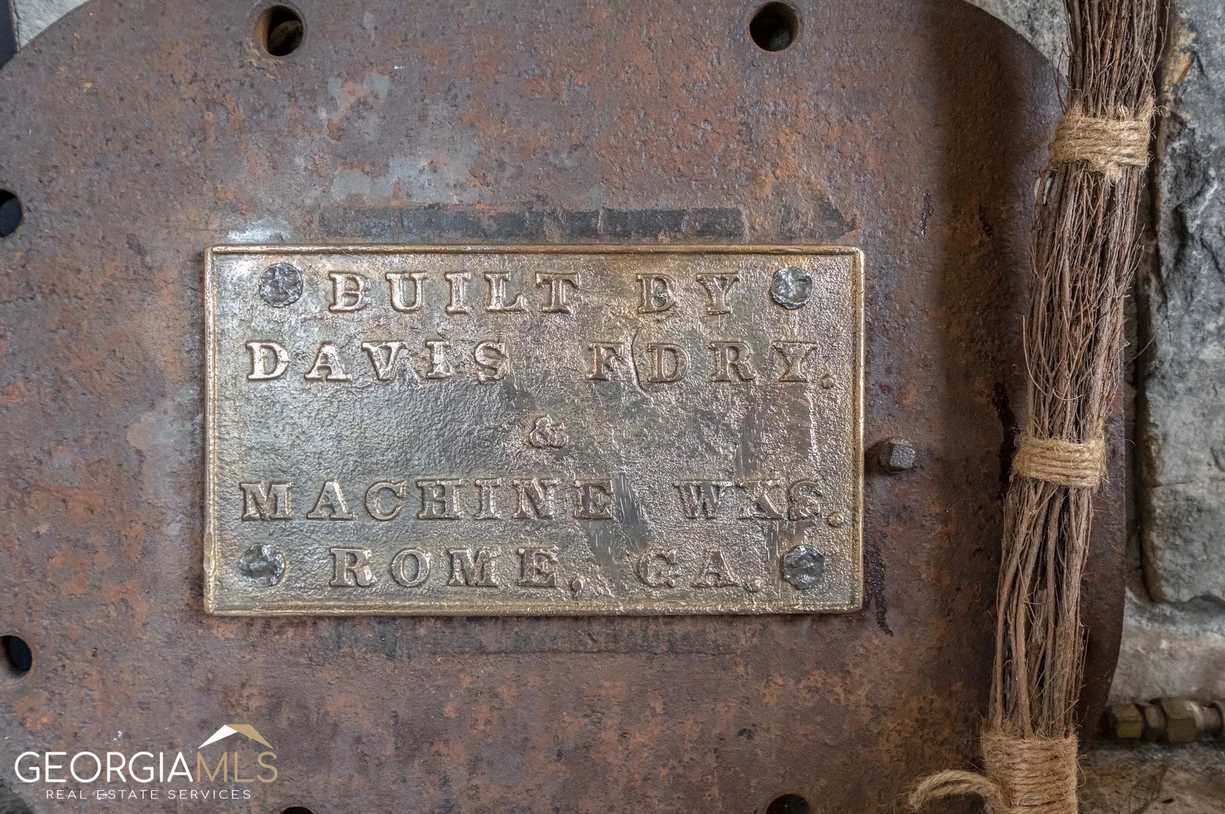 BUILT BY
DAVIS FDRY.
&
MACHINE WKS.
ROME, GA.
GEORGIAMLS
REAL ESTATE SERVICES